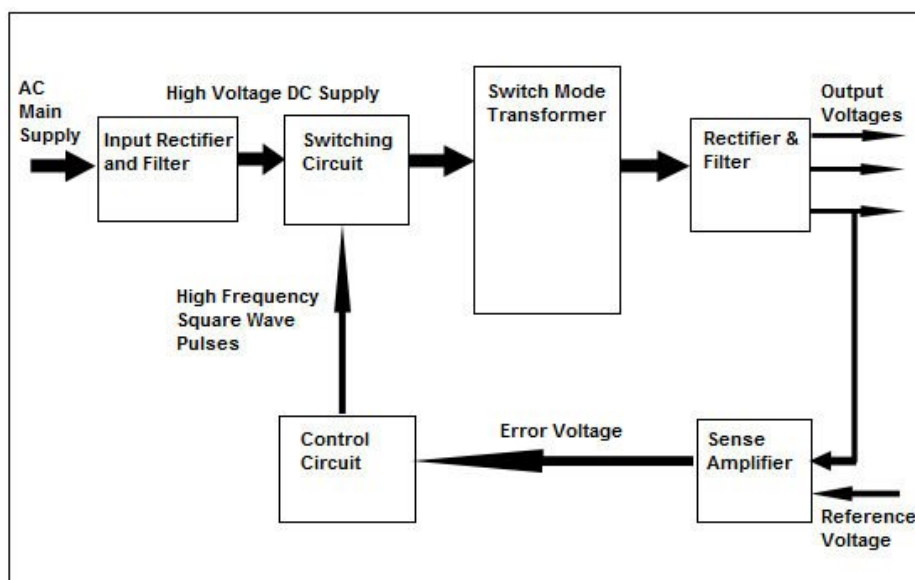 AC
Main
Supply
High Voltage DC Supply
Input Rectifier
and Filter
Switching
Circuit
Switch Mode
Transformer
Rectifier &
Filter
Output
Voltages
High Frequency
Square Wave
Pulses
Control
Circuit
Error Voltage
Sense
Amplifier
Reference
Voltage